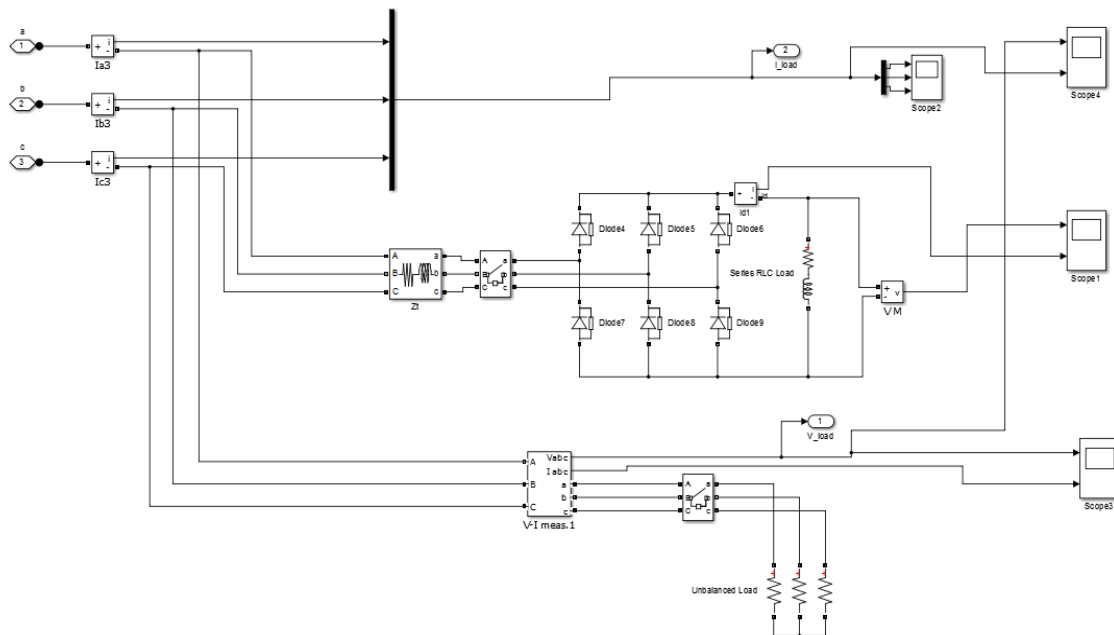 a
1
+
i
-
Ia3
b
2
+
i
-
Ib3
c
3
+
i
-
Ic3
2
I_load
Scope2
Scope4
A
B
C
a
b
c
Zt
A
B
C
a
b
c
Diode4
Diode5
Diode6
Diode7
Diode8
Diode9
+
i
-
Id1
Series RLC Load
+
-
v
VM
Scope1
1
V_load
A
B
C
Vabc
Iabc
a
b
c
V-I meas.1
A
B
C
a
b
c
Scope3
Unbalanced Load